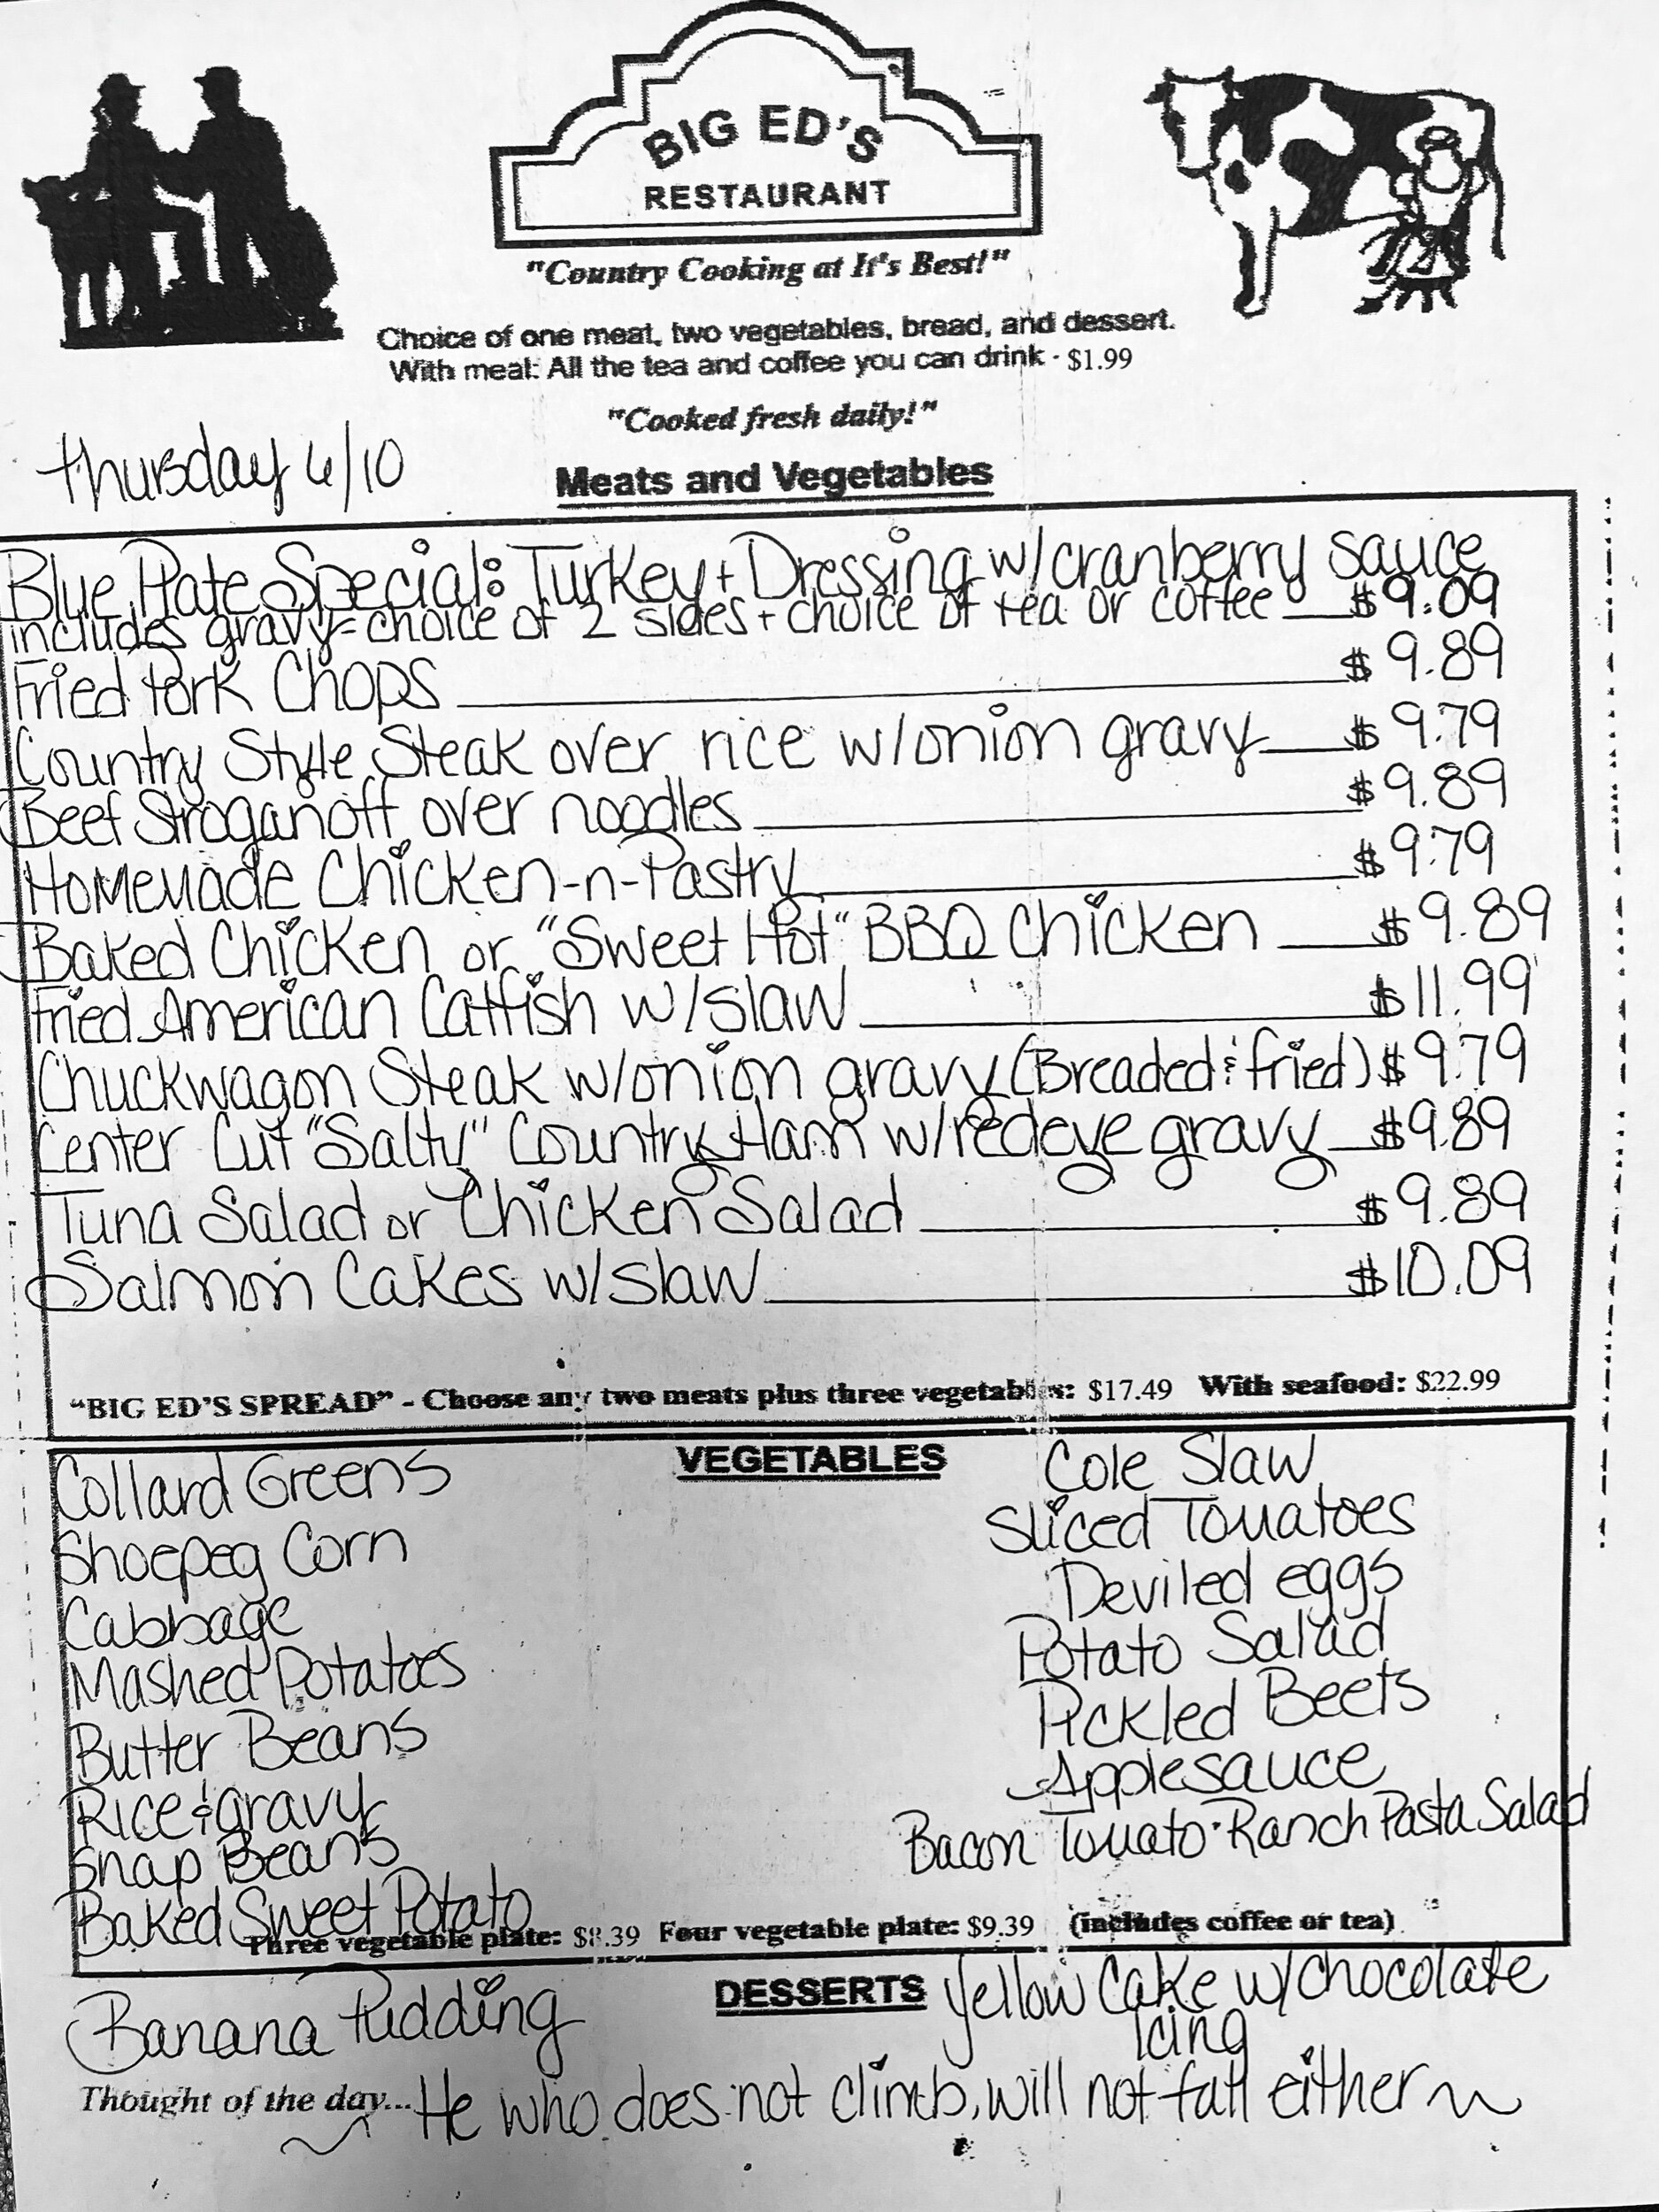 BIG ED'S
RESTAURANT
"Country Cooking at It's Best!"
Choice of one meat, two vegetables, bread, and dessert.
With meal: All the tea and coffee you can drink - $1.99
"Cooked fresh daily!"
Thursday 6/10
Meats and Vegetables
Blue Plate Special: Turkey + Dressing w/cranberry sauce
includes gravy - choice of 2 sides + choice of tea or coffee $9.09
Fried Pork Chops $9.89
Country Style Steak over rice w/onion gravy $9.79
Beef Stroganoff over noodles $9.89
Homemade Chicken-n-Pastry $9.79
Baked Chicken or "Sweet Hot" BBQ Chicken $9.89
Fried American Catfish w/slaw $11.99
Chuckwagon Steak w/onion gravy (Breaded & fried) $9.79
Center Cut "Salty" Country Ham w/redeye gravy $9.89
Tuna Salad or Chicken Salad $9.89
Salmon Cakes w/slaw $10.09
"BIG ED'S SPREAD" - Choose any two meats plus three vegetables: $17.49 With seafood: $22.99
VEGETABLES
Collard Greens
Shoepeg Corn
Cabbage
Mashed Potatoes
Butter Beans
Rice & gravy
Snap Beans
Baked Sweet Potato
Cole Slaw
Sliced Tomatoes
Deviled eggs
Potato Salad
Pickled Beets
Applesauce
Bacon Tomato-Ranch Pasta Salad
Three vegetable plate: $8.39 Four vegetable plate: $9.39 (includes coffee or tea)
DESSERTS
Banana Pudding
Yellow Cake w/chocolate
Icing
Thought of the day... He who does not climb, will not fall either